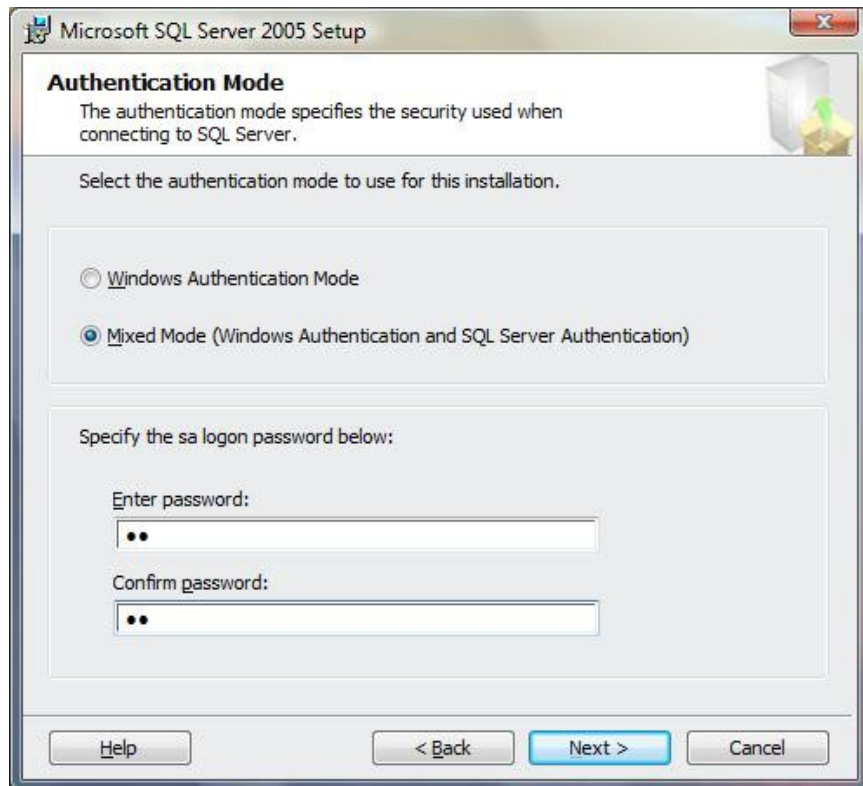 Microsoft SQL Server 2005 Setup
Authentication Mode
The authentication mode specifies the security used when
connecting to SQL Server.
Select the authentication mode to use for this installation.
Windows Authentication Mode
Mixed Mode (Windows Authentication and SQL Server Authentication)
Specify the sa logon password below:
Enter password:
••
Confirm password:
••
Help
< Back
Next >
Cancel